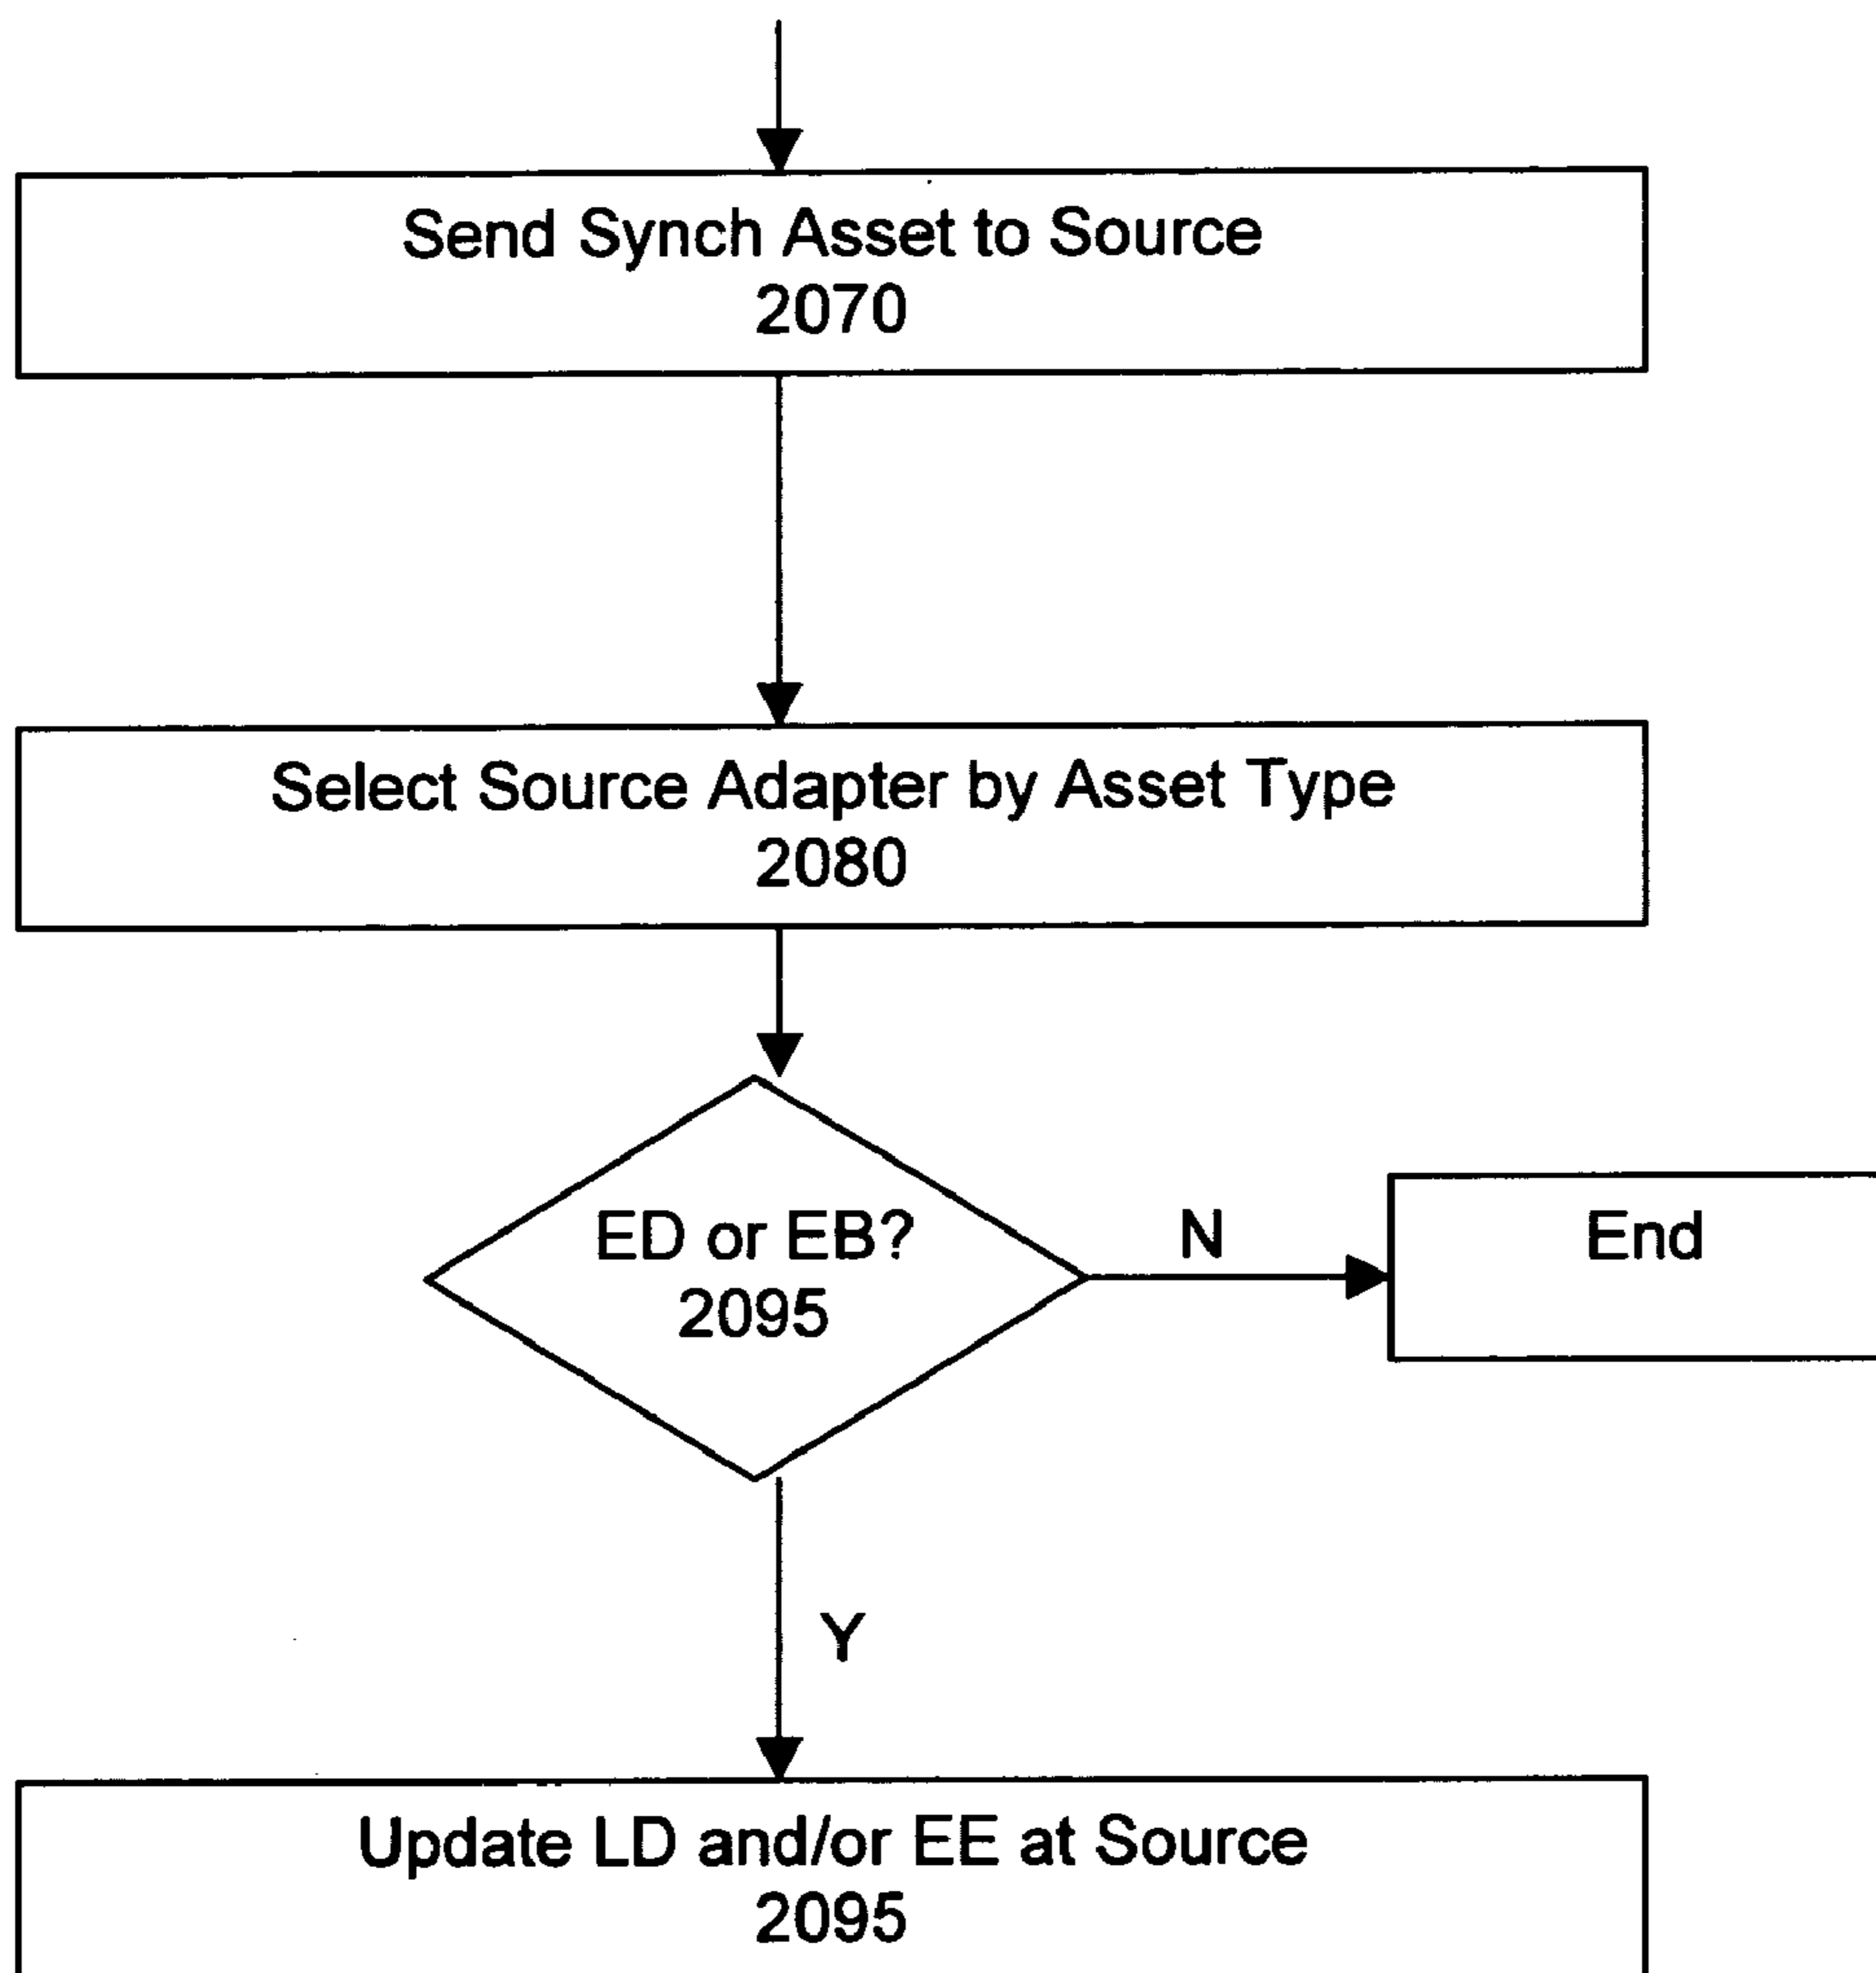 Send Synch Asset to Source
2070
Select Source Adapter by Asset Type
2080
ED or EB?
2095
N
End
Y
Update LD and/or EE at Source
2095